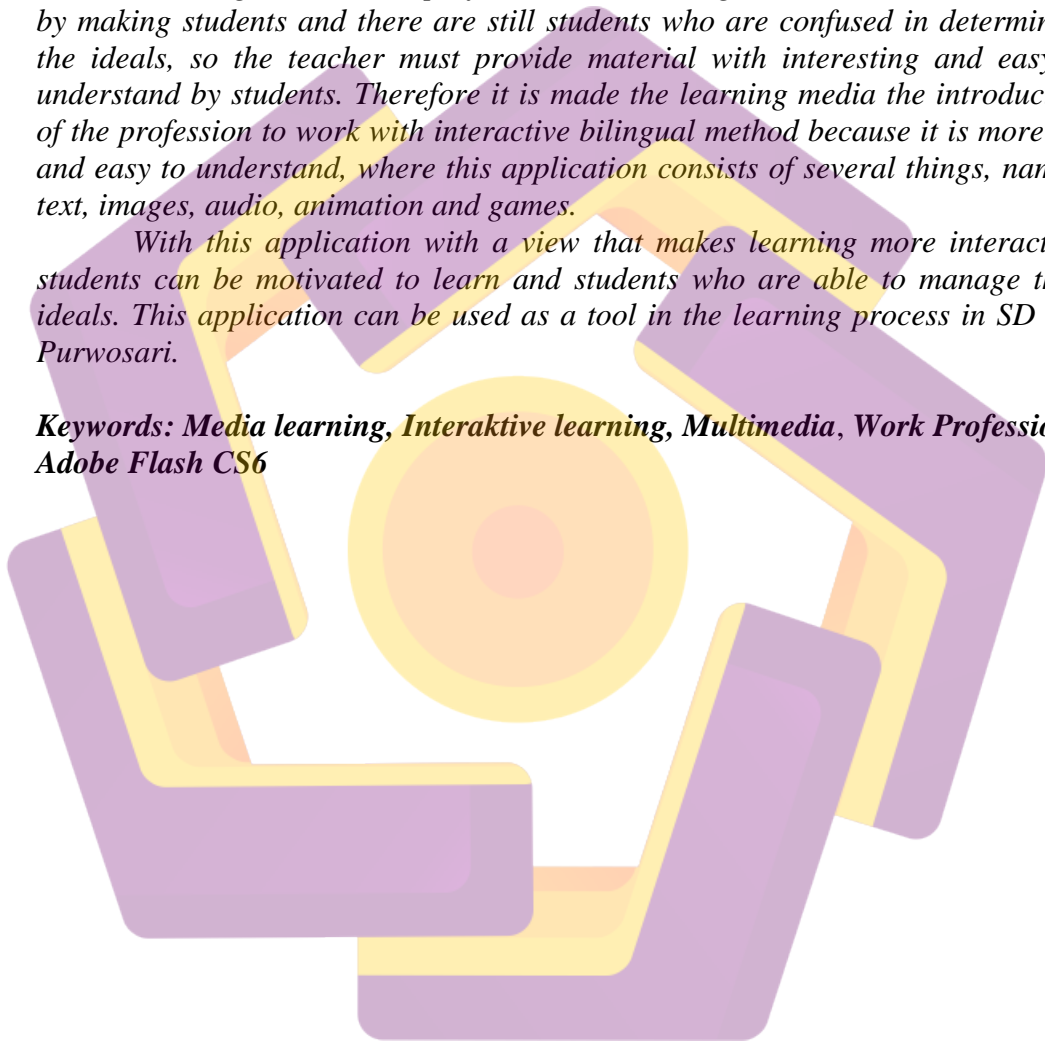 by making students and there are still students who are confused in determin
the ideals, so the teacher must provide material with interesting and easy
understand by students. Therefore it is made the learning media the introduc
of the profession to work with interactive bilingual method because it is more
and easy to understand, where this application consists of several things, nam
text, images, audio, animation and games.
With this application with a view that makes learning more interac
students can be motivated to learn and students who are able to manage th
ideals. This application can be used as a tool in the learning process in SD
Purwosari.
Keywords: Media learning, Interaktive learning, Multimedia, Work Professio
Adobe Flash CS6